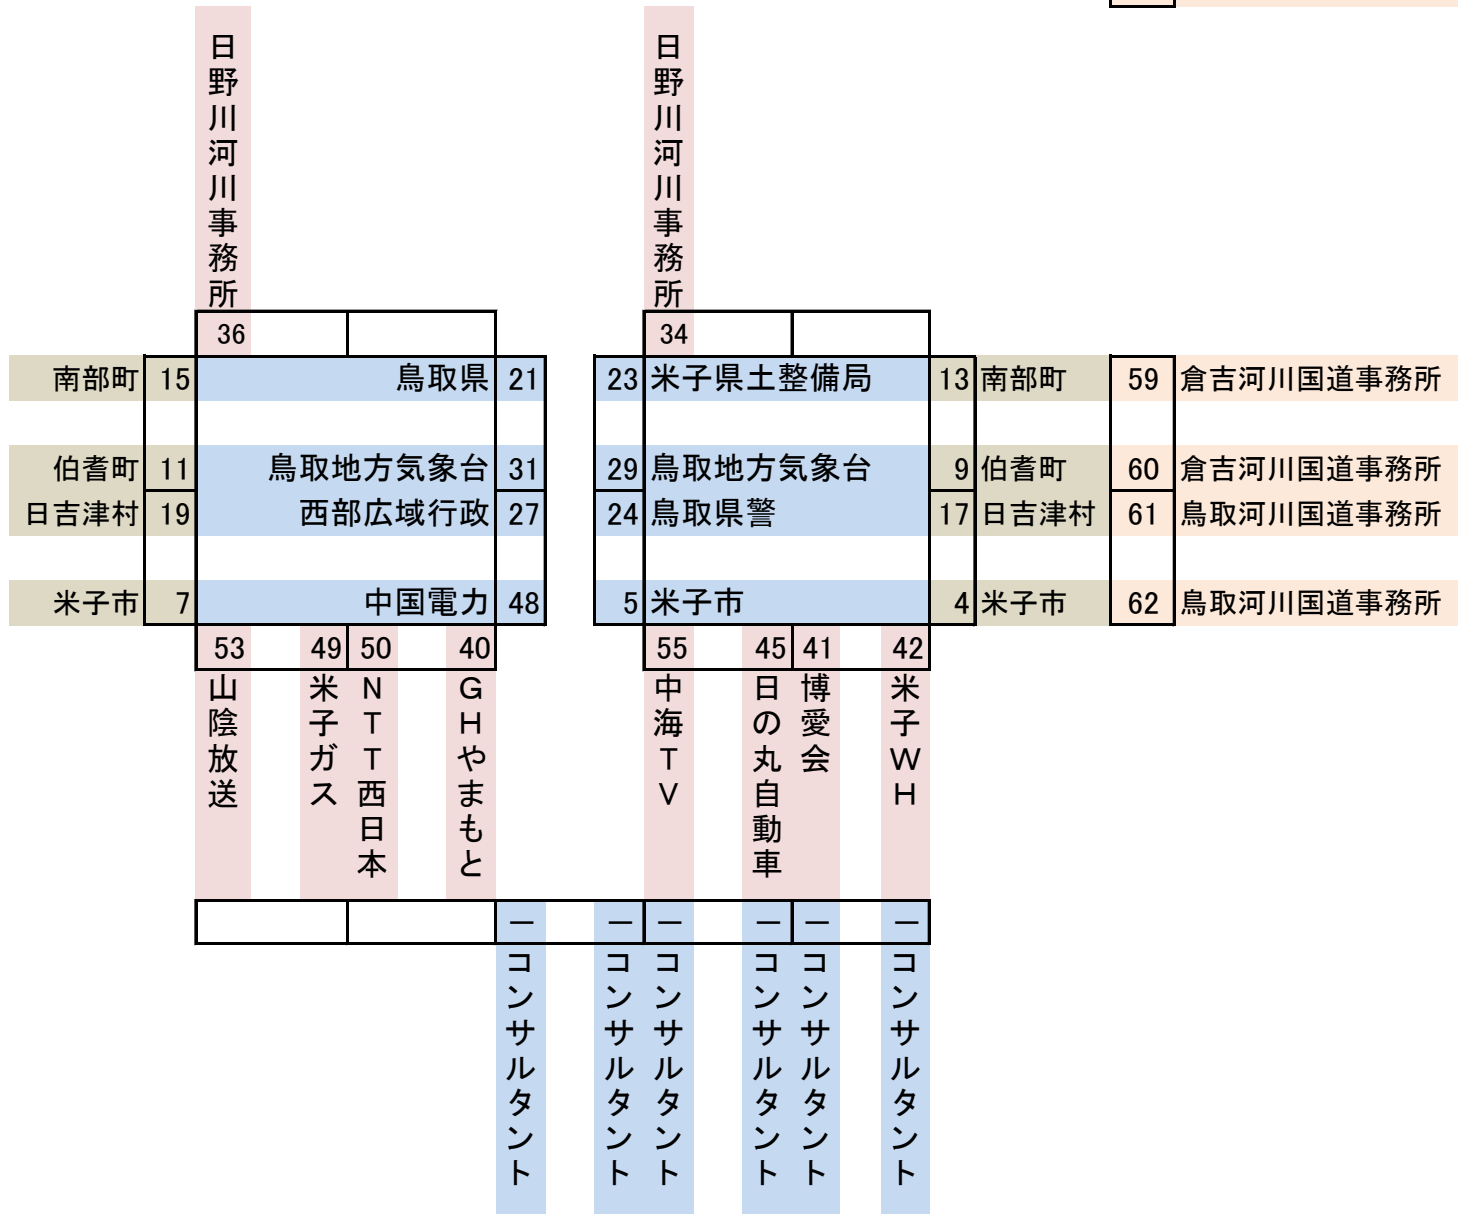 日野川河川事務所
日野川河川事務所
36
34
南部町 15 鳥取県 21 23 米子県土整備局 13 南部町 59 倉吉河川国道事務所
伯耆町 11 鳥取地方気象台 31 29 鳥取地方気象台 9 伯耆町 60 倉吉河川国道事務所
日吉津村 19 西部広域行政 27 24 鳥取県警 17 日吉津村 61 鳥取河川国道事務所
米子市 7 中国電力 48 5 米子市 4 米子市 62 鳥取河川国道事務所
53 49 50 40 55 45 41 42
山陰放送
米子ガス
NTT西日本
GHやまもと
中海TV
日の丸自動車
博愛会
米子WH
― ― ― ― ― ―
コンサルタント
コンサルタント
コンサルタント
コンサルタント
コンサルタント
コンサルタント